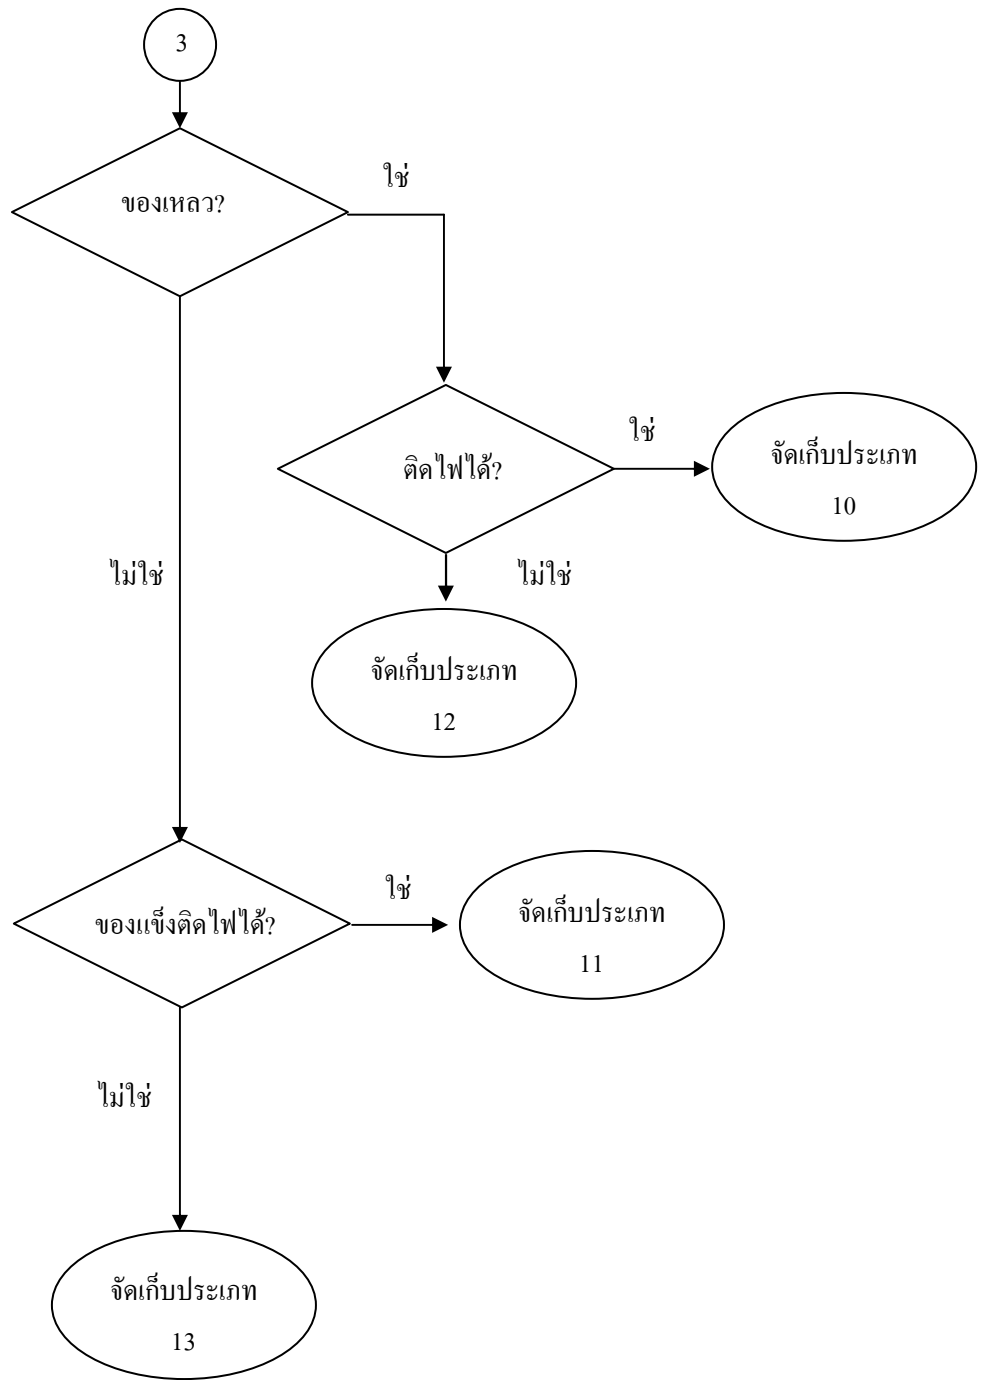 3
ใช่
ของเหลว?
ใช่
ติดไฟได้?
จัดเก็บประเภท
10
ไม่ใช่
ไม่ใช่
จัดเก็บประเภท
12
ใช่
ของแข็งติดไฟได้?
จัดเก็บประเภท
11
ไม่ใช่
จัดเก็บประเภท
13